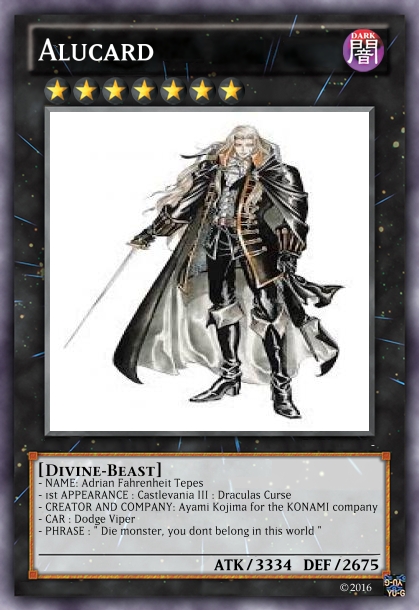 ALUCARD
DARK
闇
[DIVINE-BEAST]
- NAME: Adrian Fahrenheit Tepes
- 1st APPEARANCE : Castlevania III : Draculas Curse
- CREATOR AND COMPANY: Ayami Kojima for the KONAMI company
- CAR : Dodge Viper
- PHRASE : " Die monster, you dont belong in this world "
ATK/3334 DEF/2675
©2016
YU-G